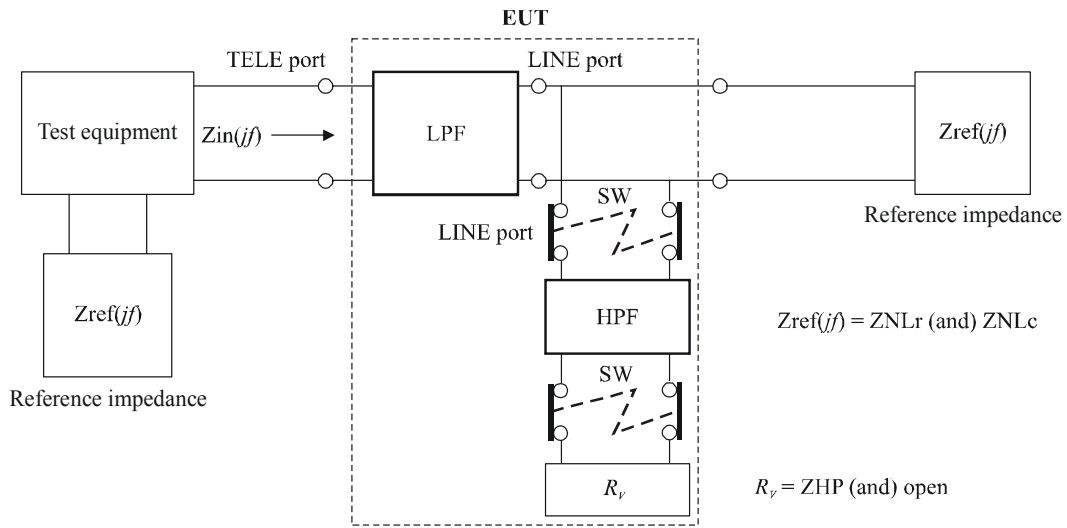 EUT
TELE port
LINE port
Test equipment
Zin(jf)
LPF
Zref(jf)
SW
Reference impedance
LINE port
Zref(jf)
HPF
Zref(jf) = ZNLr (and) ZNLc
SW
Reference impedance
Rv
Rv = ZHP (and) open